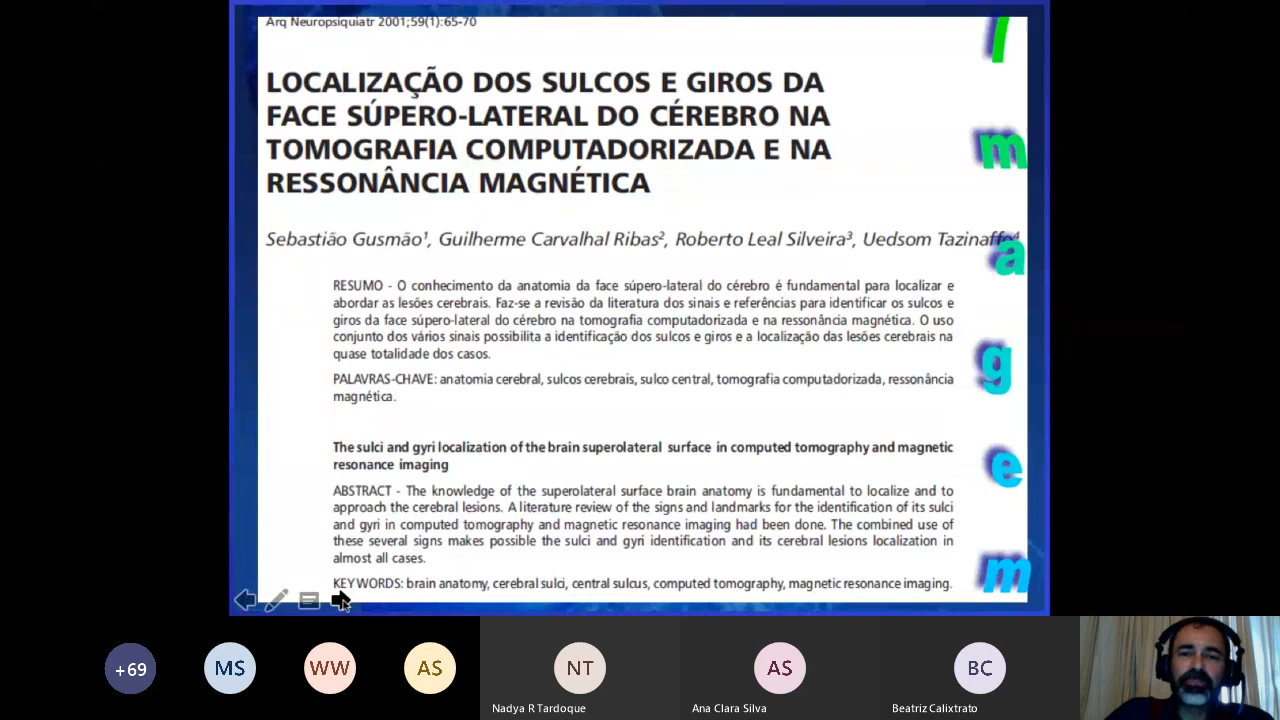 Arq Neuropsiquiatr 2001;59(1):65-70
LOCALIZAÇÃO DOS SULCOS E GIROS DA
FACE SÚPERO-LATERAL DO CÉREBRO NA
TOMOGRAFIA COMPUTADORIZADA E NA
RESSONÂNCIA MAGNÉTICA
Sebastião Gusmão¹, Guilherme Carvalhal Ribas², Roberto Leal Silveira³, Uedsom Tazinaffo⁴
RESUMO - O conhecimento da anatomia da face súpero-lateral do cérebro é fundamental para localizar e
abordar as lesões cerebrais. Faz-se a revisão da literatura dos sinais e referências para identificar os sulcos e
giros da face súpero-lateral do cérebro na tomografia computadorizada e na ressonância magnética. O uso
conjunto dos vários sinais possibilita a identificação dos sulcos e giros e a localização das lesões cerebrais na
quase totalidade dos casos.
PALAVRAS-CHAVE: anatomia cerebral, sulcos cerebrais, sulco central, tomografia computadorizada, ressonância
magnética.
The sulci and gyri localization of the brain superolateral surface in computed tomography and magnetic
resonance imaging
ABSTRACT - The knowledge of the superolateral surface brain anatomy is fundamental to localize and to
approach the cerebral lesions. A literature review of the signs and landmarks for the identification of its sulci
and gyri in computed tomography and magnetic resonance imaging had been done. The combined use of
these several signs makes possible the sulci and gyri identification and its cerebral lesions localization in
almost all cases.
KEY WORDS: brain anatomy, cerebral sulci, central sulcus, computed tomography, magnetic resonance imaging.
I
m
a
g
e
m
+69
MS
WW
AS
NT
AS
BC
Nadya R Tardoque
Ana Clara Silva
Beatriz Calixtrato